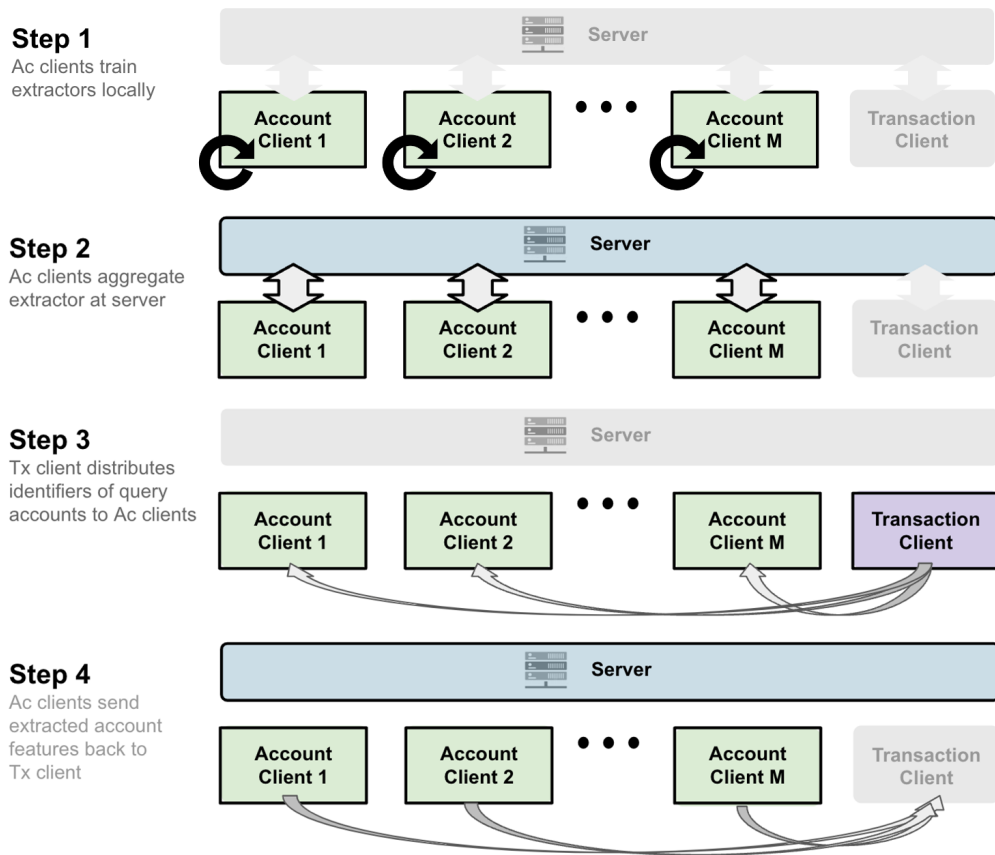 Step 1
Ac clients train
extractors locally
Server
Account
Client 1
Account
Client 2
Account
Client M
Transaction
Client
Step 2
Ac clients aggregate
extractor at server
Server
Account
Client 1
Account
Client 2
Account
Client M
Transaction
Client
Step 3
Tx client distributes
identifiers of query
accounts to Ac clients
Server
Account
Client 1
Account
Client 2
Account
Client M
Transaction
Client
Step 4
Ac clients send
extracted account
features back to
Tx client
Server
Account
Client 1
Account
Client 2
Account
Client M
Transaction
Client